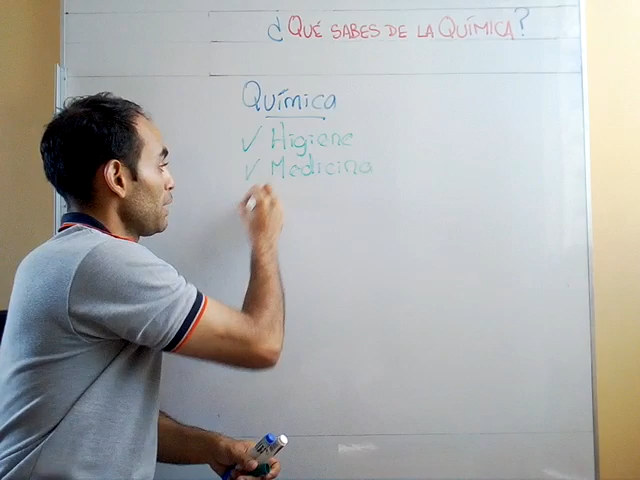 ¿QUÉ SABES DE LA QUÍMICA?
Química
✓ Higiene
✓ Medicina